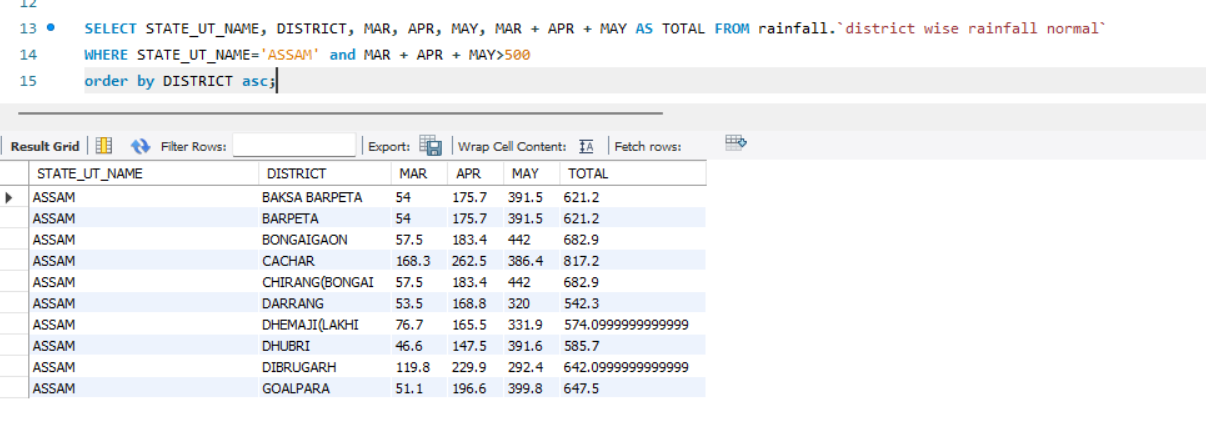 12
13 SELECT STATE_UT_NAME, DISTRICT, MAR, APR, MAY, MAR + APR + MAY AS TOTAL FROM rainfall.`district wise rainfall normal`
14 WHERE STATE_UT_NAME='ASSAM' and MAR + APR + MAY>500
15 order by DISTRICT asc;
Result Grid Filter Rows: Export: Wrap Cell Content: IA Fetch rows:
STATE_UT_NAME DISTRICT MAR APR MAY TOTAL
ASSAM BAKSA BARPETA 54 175.7 391.5 621.2
ASSAM BARPETA 54 175.7 391.5 621.2
ASSAM BONGAIGAON 57.5 183.4 442 682.9
ASSAM CACHAR 168.3 262.5 386.4 817.2
ASSAM CHIRANG(BONGAI 57.5 183.4 442 682.9
ASSAM DARRANG 53.5 168.8 320 542.3
ASSAM DHEMAJI(LAKHI 76.7 165.5 331.9 574.0999999999999
ASSAM DHUBRI 46.6 147.5 391.6 585.7
ASSAM DIBRUGARH 119.8 229.9 292.4 642.0999999999999
ASSAM GOALPARA 51.1 196.6 399.8 647.5